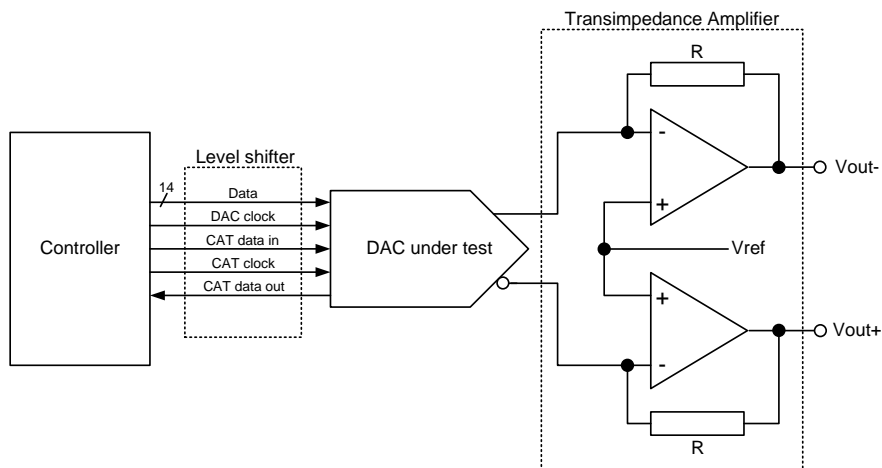 Transimpedance Amplifier
R
-
+
Vout-
Level shifter
14
Data
DAC clock
CAT data in
CAT clock
CAT data out
Controller
DAC under test
Vref
+
-
Vout+
R